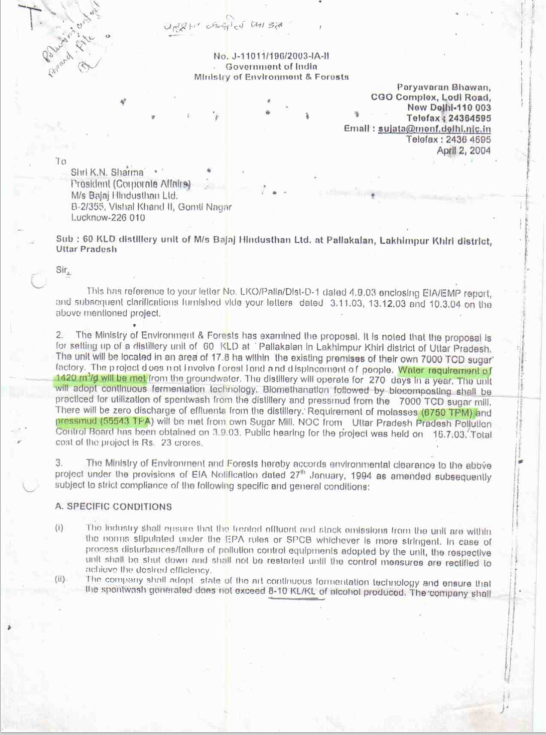 No. J-11011/190/2003-IA-II
Government of India
Ministry of Environment & Forests
Paryavaran Bhawan,
CGO Complex, Lodi Road,
New Delhi-110 003
Telefax : 24364595
Email : sujata@menf.delhi.nic.in
Telefax : 2436 4595
April 2, 2004
To
Shri K.N. Sharma
President (Corporate Affairs)
M/s Bajaj Hindusthan Ltd.
B-2/355, Vishal Khand II, Gomti Nagar
Lucknow-226 010
Sub : 60 KLD distillery unit of M/s Bajaj Hindusthan Ltd. at Pallakalan, Lakhimpur Khiri district,
Uttar Pradesh
Sir,
This has reference to your letter No. LKO/Palia/Dist-D-1 dated 4.9.03 enclosing EIA/EMP report,
and subsequent clarifications furnished vide your letters dated 3.11.03, 13.12.03 and 10.3.04 on the
above mentioned project.
2. The Ministry of Environment & Forests has examined the proposal. It is noted that the proposal is
for setting up of a distillery unit of 60 KLD at Pallakalan in Lakhimpur Khiri district of Uttar Pradesh.
The unit will be located in an area of 17.8 ha within the existing premises of their own 7000 TCD sugar
factory. The project does not involve forest land and displacement of people. Water requirement of
1420 m³/d will be met from the groundwater. The distillery will operate for 270 days in a year. The unit
will adopt continuous fermentation technology. Biomethanation followed by biocomposting shall be
practiced for utilization of spentwash from the distillery and pressmud from the 7000 TCD sugar mill.
There will be zero discharge of effluents from the distillery. Requirement of molasses (6750 TPM) and
pressmud (55543 TPA) will be met from own Sugar Mill. NOC from Uttar Pradesh Pradesh Pollution
Control Board has been obtained on 3.9.03. Public hearing for the project was held on 15.7.03. Total
cost of the project is Rs. 23 crores.
3. The Ministry of Environment and Forests hereby accords environmental clearance to the above
project under the provisions of EIA Notification dated 27th January, 1994 as amended subsequently
subject to strict compliance of the following specific and general conditions:
A. SPECIFIC CONDITIONS
(i) The industry shall ensure that the treated effluent and stack emissions from the unit are within
the norms stipulated under the EPA rules or SPCB whichever is more stringent. In case of
process disturbances/failure of pollution control equipments adopted by the unit, the respective
unit shall be shut down and shall not be restarted until the control measures are rectified to
achieve the desired efficiency.
(ii) The company shall adopt state of the art continuous fermentation technology and ensure that
the spentwash generated does not exceed 8-10 KL/KL of alcohol produced. The company shall